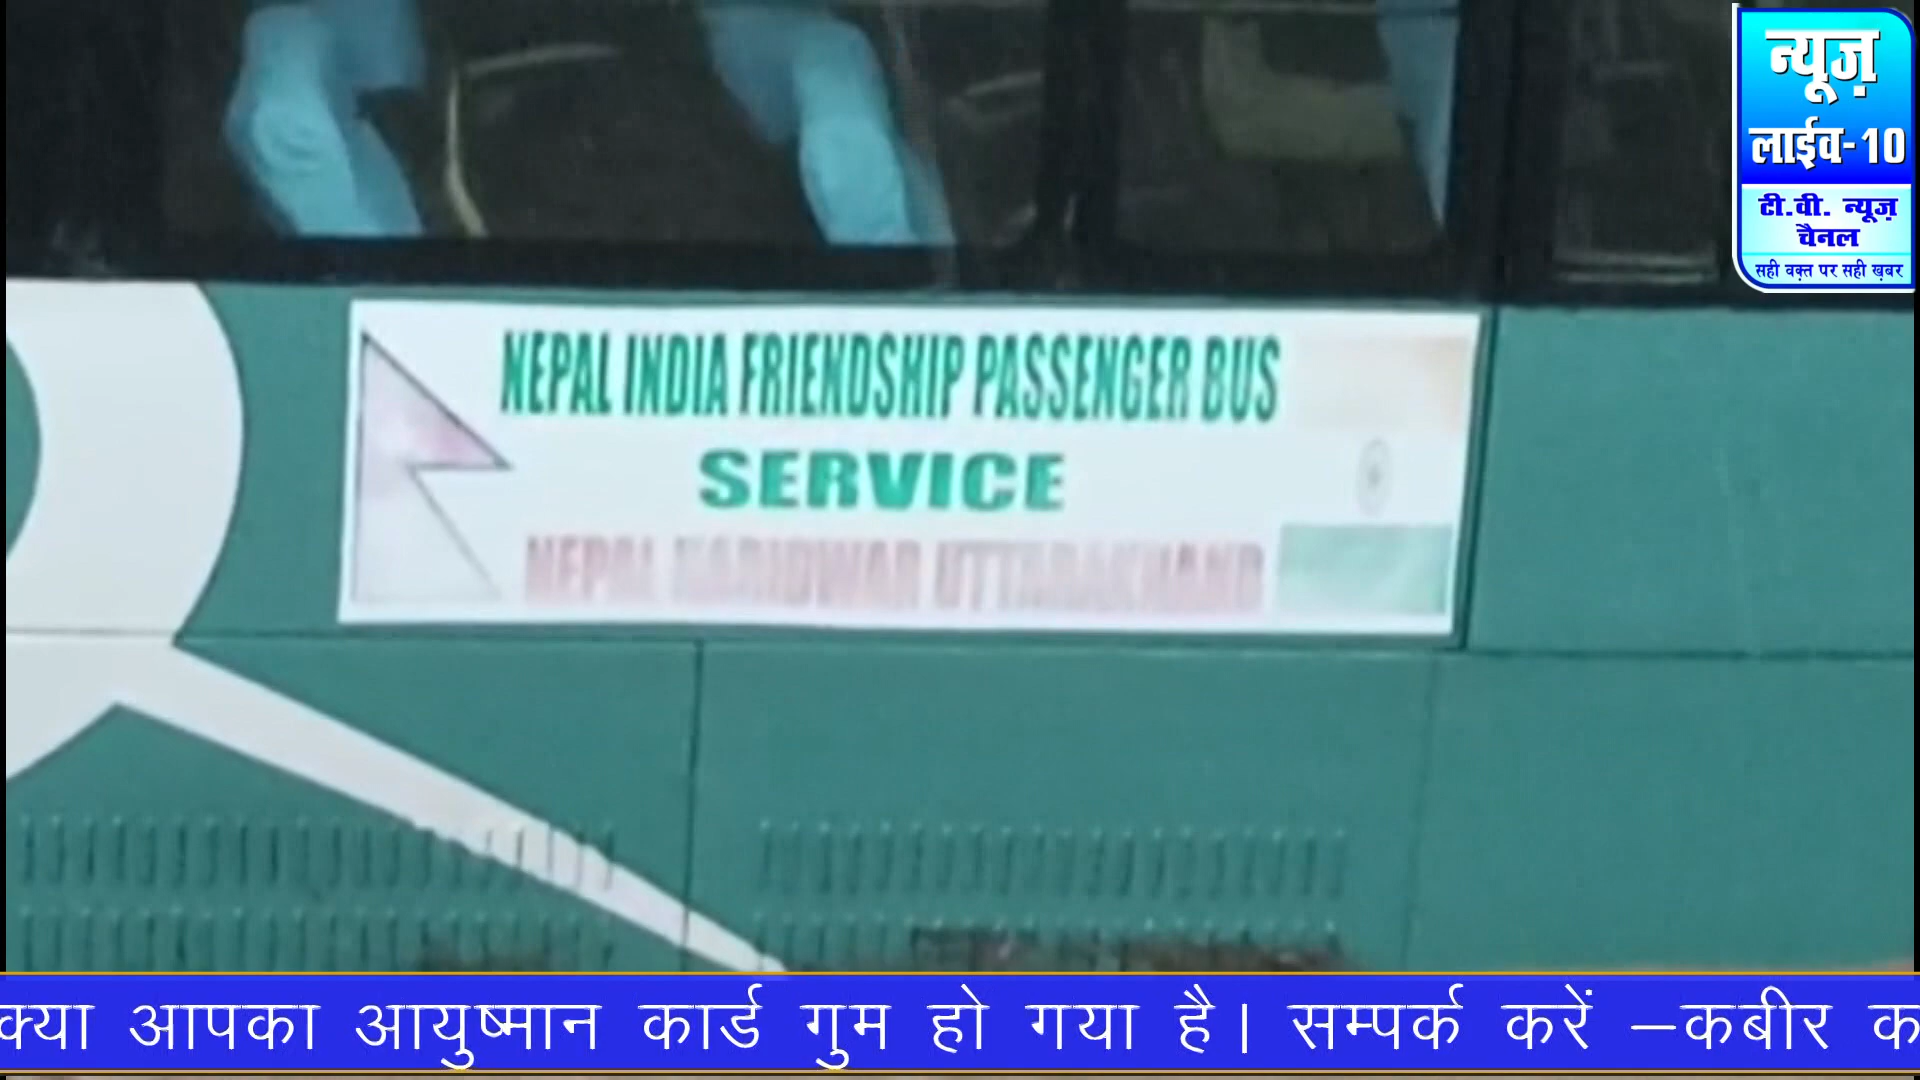 न्यूज़
लाईव-10
टी.वी. न्यूज़
चैनल
सही वक़्त पर सही ख़बर
NEPAL INDIA FRIENDSHIP PASSENGER BUS
SERVICE
NEPAL HARIDWAR UTTARAKHAND
क्या आपका आयुष्मान कार्ड गुम हो गया है। सम्पर्क करें –कबीर क